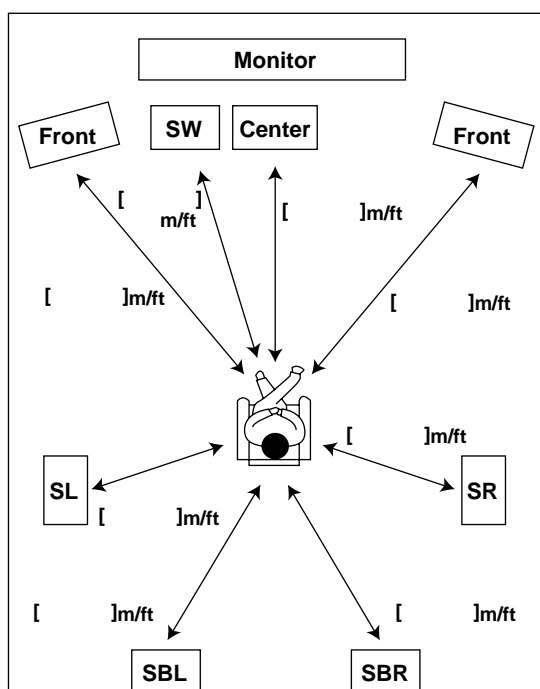 Monitor
Front
SW
Center
Front
[ ]
m/ft
[ ]m/ft
[ ]m/ft
[ ]m/ft
[ ]m/ft
SL
SR
[ ]m/ft
[ ]m/ft
[ ]m/ft
SBL
SBR